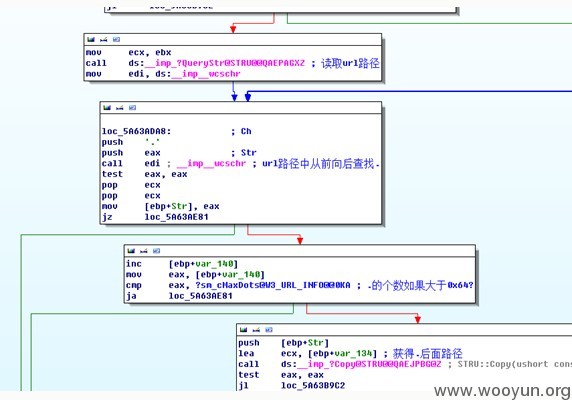 mov ecx, ebx
call ds:__imp_?QueryStr@STRU@@QAEPAGXZ ; 读取url路径
mov edi, ds:__imp__wcschr
loc_5A63ADA8: ; Ch
push '.'
push eax ; Str
call edi ; __imp__wcschr ; url路径中从前向后查找.
test eax, eax
pop ecx
pop ecx
mov [ebp+Str], eax
jz loc_5A63AE81
inc [ebp+var_140]
mov eax, [ebp+var_140]
cmp eax, ?sm_cMaxDots@W3_URL_INFO@@0KA ; .的个数如果大于0x64?
ja loc_5A63AE81
push [ebp+Str]
lea ecx, [ebp+var_134] ; 获得.后面路径
call ds:__imp_?Copy@STRU@@QAEJPBG@Z ; STRU::Copy(ushort cons
test eax, eax
jl loc_5A63B9C2
www.wooyun.org